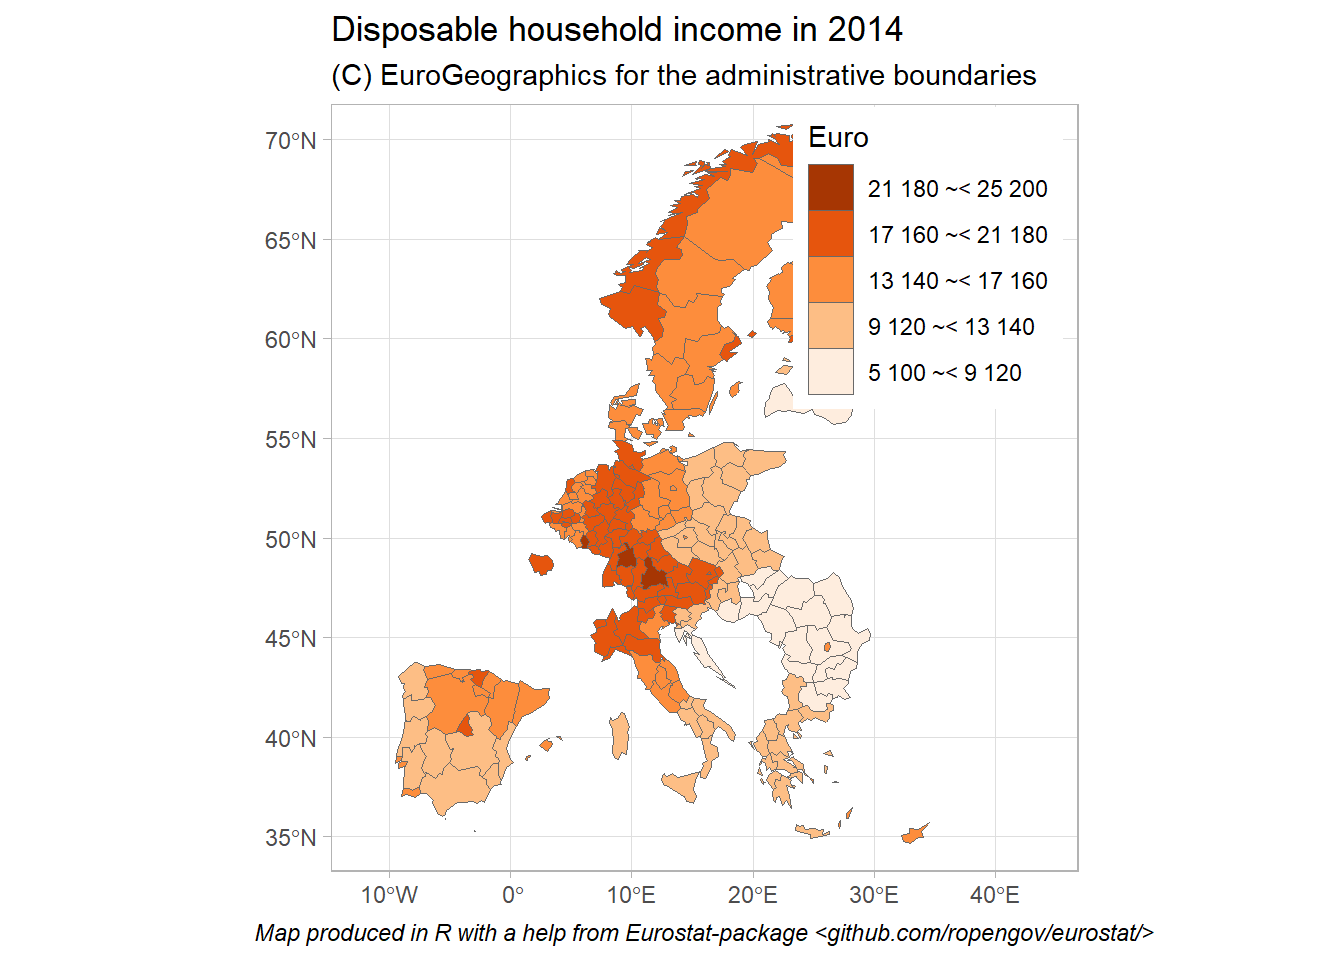 Disposable household income in 2014
(C) EuroGeographics for the administrative boundaries
Euro
21 180 ~< 25 200
17 160 ~< 21 180
13 140 ~< 17 160
9 120 ~< 13 140
5 100 ~< 9 120
70°N
65°N
60°N
55°N
50°N
45°N
40°N
35°N
10°W 0° 10°E 20°E 30°E 40°E
Map produced in R with a help from Eurostat-package <github.com/ropengov/eurostat/>